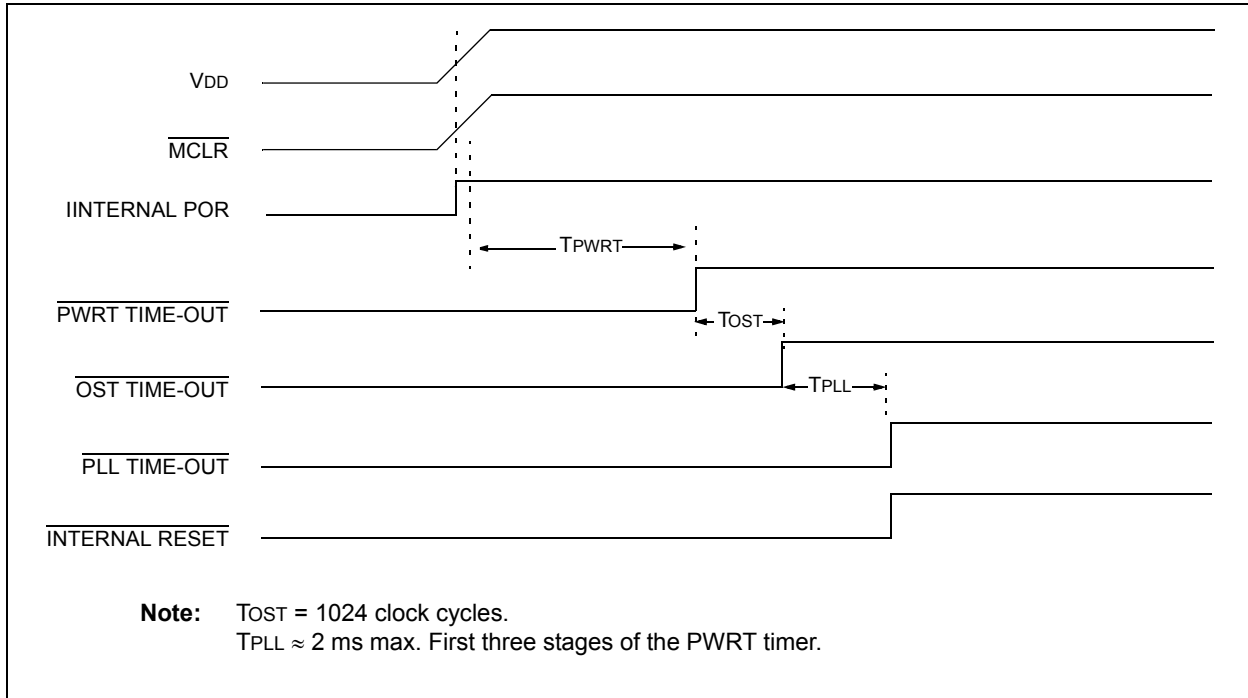 VDD
MCLR
IINTERNAL POR
TPWRT
PWRT TIME-OUT
TOST
OST TIME-OUT
TPLL
PLL TIME-OUT
INTERNAL RESET
Note: TOST = 1024 clock cycles.
TPLL ≈ 2 ms max. First three stages of the PWRT timer.